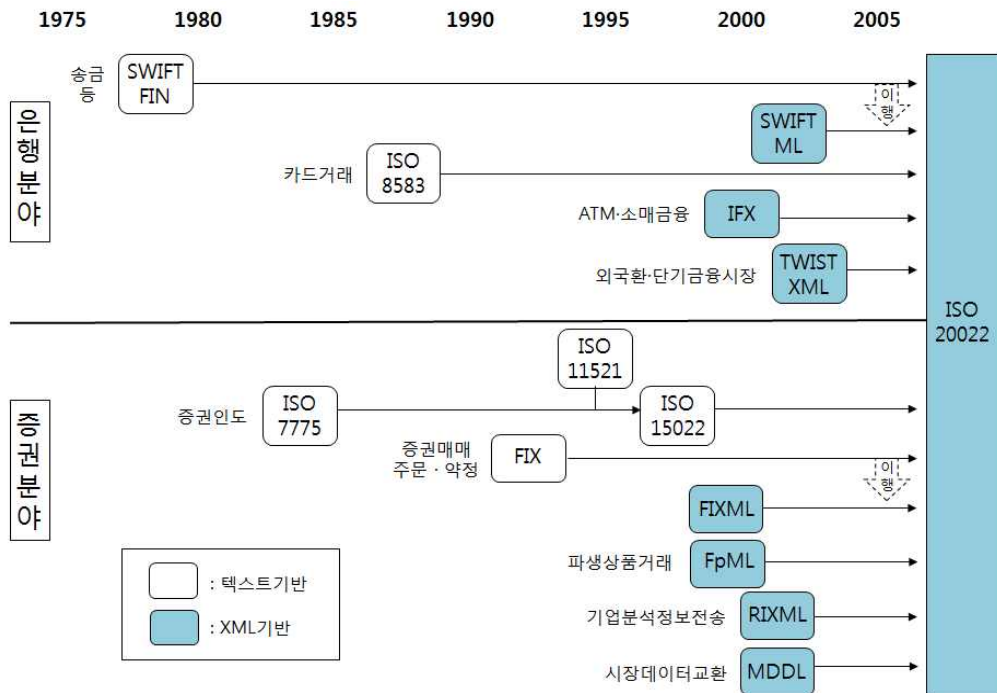 1975 1980 1985 1990 1995 2000 2005
은행분야
송금
등
SWIFT
FIN
이
행
SWIFT
ML
카드거래
ISO
8583
ATM·소매금융
IFX
외국환·단기금융시장
TWIST
XML
ISO
20022
증권분야
ISO
11521
증권인도
ISO
7775
ISO
15022
증권매매
주문 · 약정
FIX
이
행
FIXML
파생상품거래
FpML
기업분석정보전송
RIXML
시장데이터교환
MDDL
: 텍스트기반
: XML기반